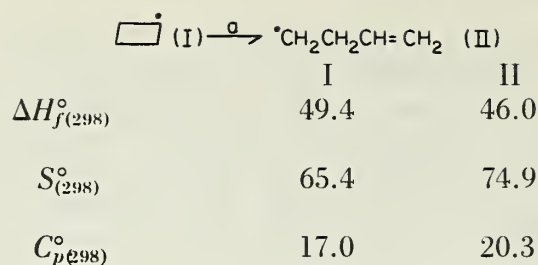 (I) a •CH₂CH₂CH=CH₂ (II)
I II
ΔH°f(298) 49.4 46.0
S°(298) 65.4 74.9
C°p(298) 17.0 20.3